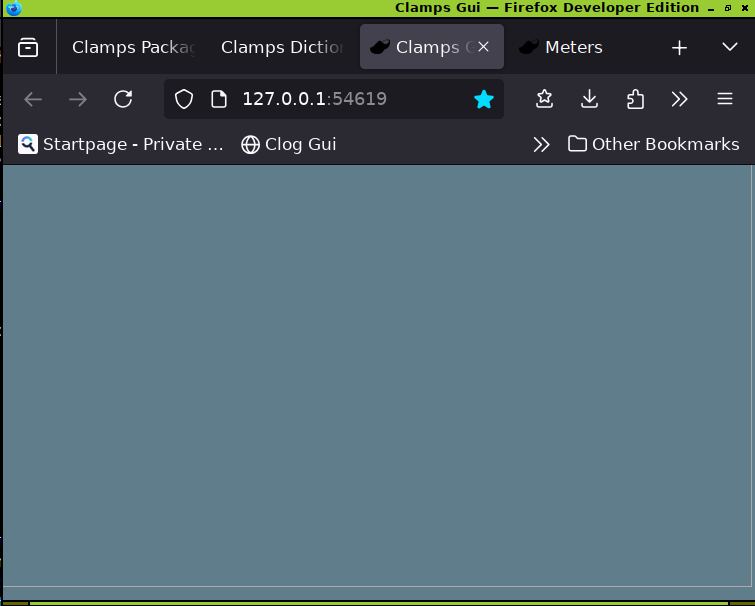 Clamps Gui — Firefox Developer Edition
Clamps Packag Clamps Dictio Clamps G Meters
127.0.0.1:54619
Startpage - Private ... Clog Gui Other Bookmarks